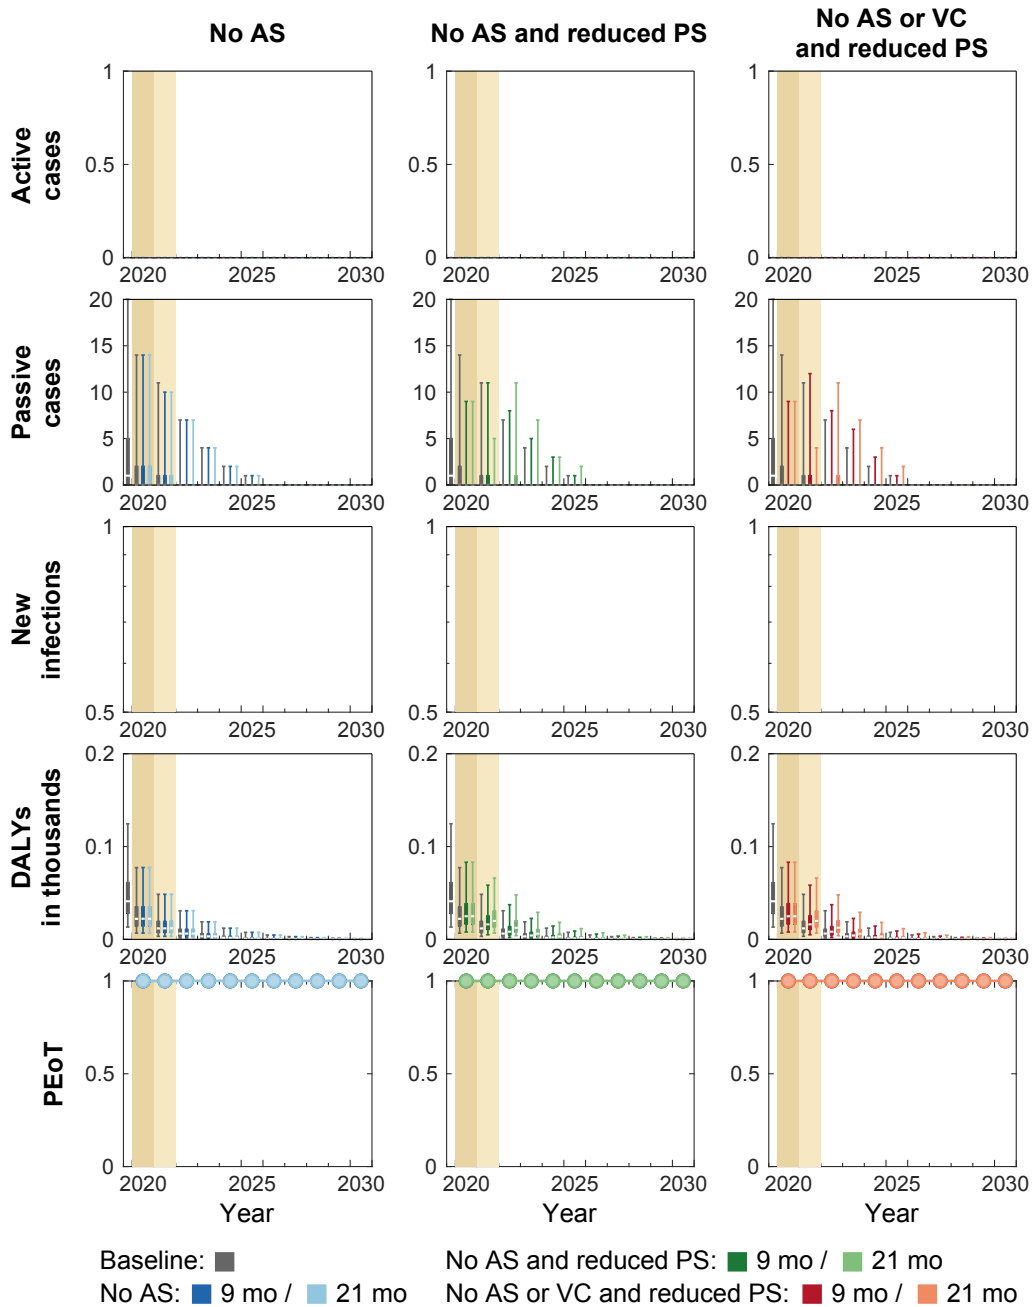 No AS
No AS and reduced PS
No AS or VC
and reduced PS
Active
cases
1
0.5
0
2020 2025 2030
1
0.5
0
2020 2025 2030
1
0.5
0
2020 2025 2030
Passive
cases
20
15
10
5
0
2020 2025 2030
20
15
10
5
0
2020 2025 2030
20
15
10
5
0
2020 2025 2030
New
infections
1
0.5
2020 2025 2030
1
0.5
2020 2025 2030
1
0.5
2020 2025 2030
DALYs
in thousands
0.2
0.1
0
2020 2025 2030
0.2
0.1
0
2020 2025 2030
0.2
0.1
0
2020 2025 2030
PEoT
1
0.5
0
2020 2025 2030
Year
1
0.5
0
2020 2025 2030
Year
1
0.5
0
2020 2025 2030
Year
Baseline:
No AS: 9 mo / 21 mo
No AS and reduced PS: 9 mo / 21 mo
No AS or VC and reduced PS: 9 mo / 21 mo